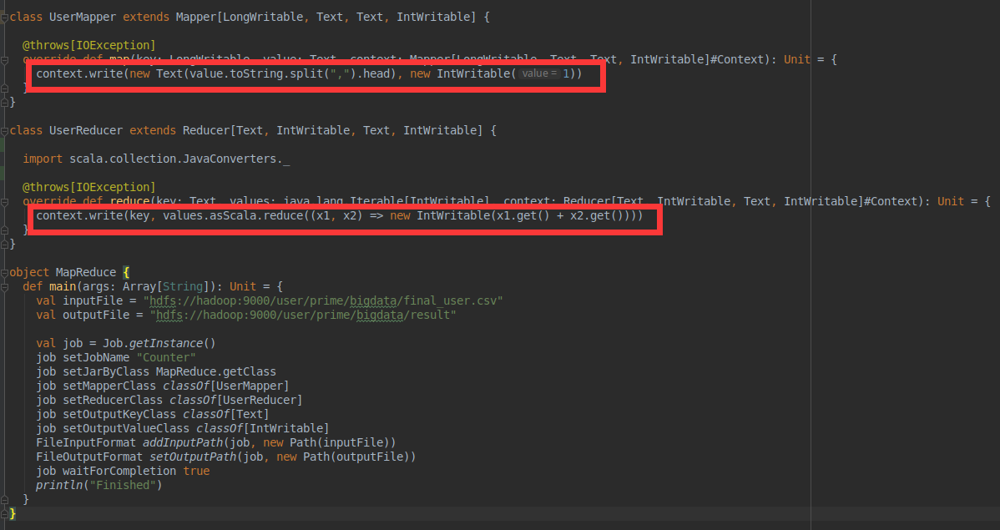 class UserMapper extends Mapper[LongWritable, Text, Text, IntWritable] {
@throws[IOException]
override def map(key: LongWritable, value: Text, context: Mapper[LongWritable, Text, Text, IntWritable]#Context): Unit = {
context.write(new Text(value.toString.split(",").head), new IntWritable( value = 1))
}
}
class UserReducer extends Reducer[Text, IntWritable, Text, IntWritable] {
import scala.collection.JavaConverters._
@throws[IOException]
override def reduce(key: Text, values: java.lang.Iterable[IntWritable], context: Reducer[Text, IntWritable, Text, IntWritable]#Context): Unit = {
context.write(key, values.asScala.reduce((x1, x2) => new IntWritable(x1.get() + x2.get())))
}
}
object MapReduce {
def main(args: Array[String]): Unit = {
val inputFile = "hdfs://hadoop:9000/user/prime/bigdata/final_user.csv"
val outputFile = "hdfs://hadoop:9000/user/prime/bigdata/result"
val job = Job.getInstance()
job setJobName "Counter"
job setJarByClass MapReduce.getClass
job setMapperClass classOf[UserMapper]
job setReducerClass classOf[UserReducer]
job setOutputKeyClass classOf[Text]
job setOutputValueClass classOf[IntWritable]
FileInputFormat addInputPath(job, new Path(inputFile))
FileOutputFormat setOutputPath(job, new Path(outputFile))
job waitForCompletion true
println("Finished")
}
}